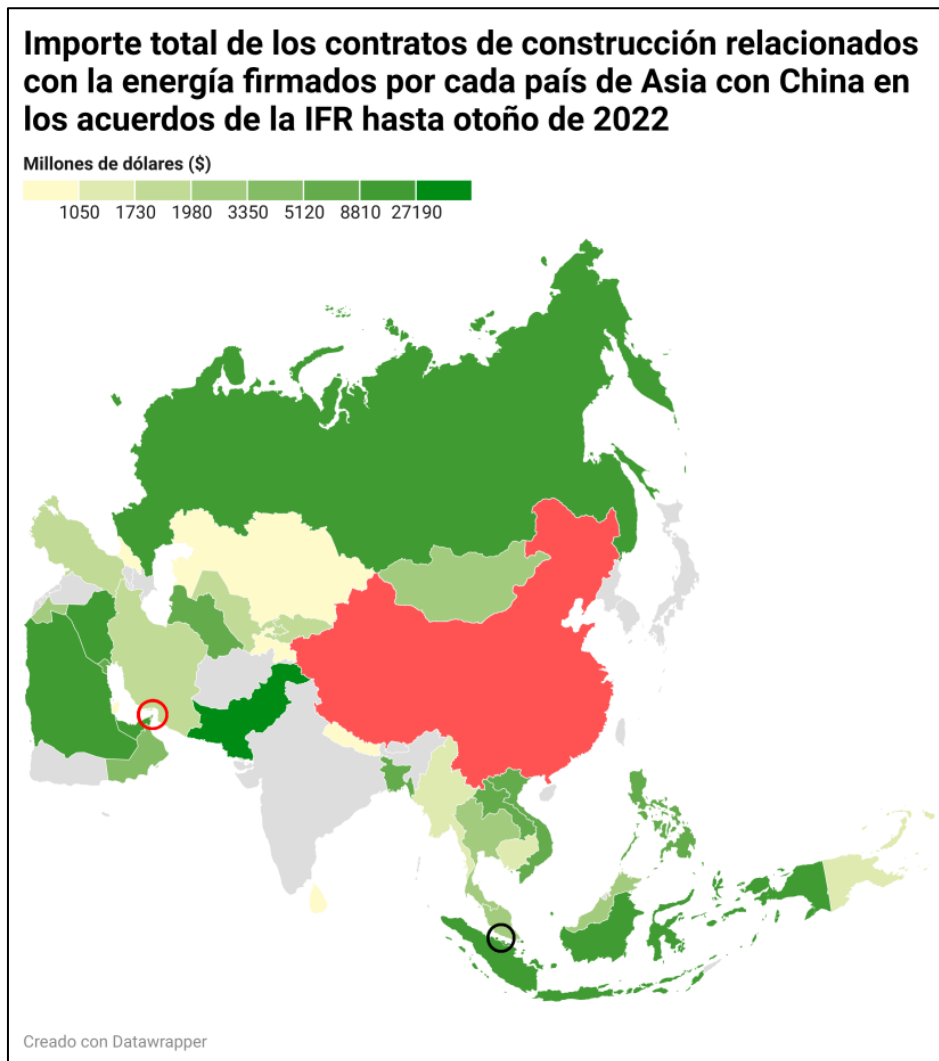 Importe total de los contratos de construcción relacionados
con la energía firmados por cada país de Asia con China en
los acuerdos de la IFR hasta otoño de 2022
Millones de dólares ($)
1050 1730 1980 3350 5120 8810 27190
Creado con Datawrapper